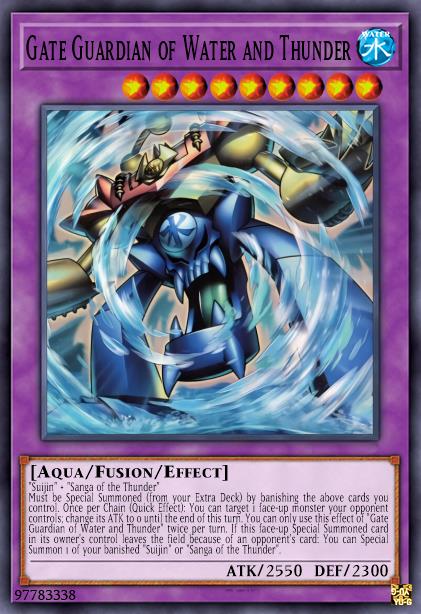 Gate Guardian of Water and Thunder
WATER
水
[Aqua/Fusion/Effect]
"Suijin" + "Sanga of the Thunder"
Must be Special Summoned (from your Extra Deck) by banishing the above cards you
control. Once per Chain (Quick Effect): You can target 1 face-up monster your opponent
controls; change its ATK to 0 until the end of this turn. You can only use this effect of "Gate
Guardian of Water and Thunder" twice per turn. If this face-up Special Summoned card
in its owner's control leaves the field because of an opponent's card: You can Special
Summon 1 of your banished "Suijin" or "Sanga of the Thunder".
ATK/2550 DEF/2300
97783338